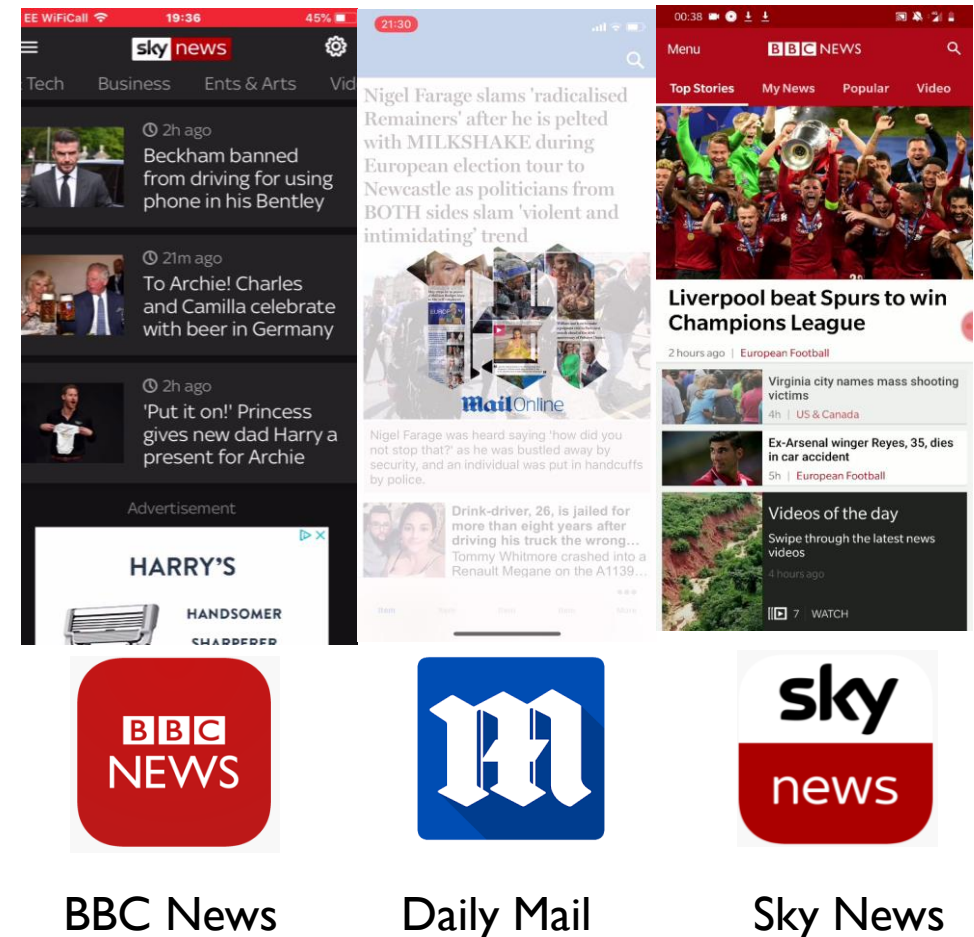 EE WiFiCall 19:36 45%
sky news
Tech Business Ents & Arts Vid
2h ago
Beckham banned
from driving for using
phone in his Bentley
21m ago
To Archie! Charles
and Camilla celebrate
with beer in Germany
2h ago
'Put it on!' Princess
gives new dad Harry a
present for Archie
Advertisement
HARRY'S
HANDSOMER
SHARPERER
21:30
Nigel Farage slams 'radicalised
Remainers' after he is pelted
with MILKSHAKE during
European election tour to
Newcastle as politicians from
BOTH sides slam 'violent and
intimidating' trend
MailOnline
Nigel Farage was heard saying 'how did you
not stop that?' as he was bustled away by
security, and an individual was put in handcuffs
by police.
Drink-driver, 26, is jailed for
more than eight years after
driving his truck the wrong...
Tommy Whitmore crashed into a
Renault Megane on the A1139...
00:38
Menu BBC NEWS
Top Stories My News Popular Video
Liverpool beat Spurs to win
Champions League
2 hours ago | European Football
Virginia city names mass shooting
victims
4h | US & Canada
Ex-Arsenal winger Reyes, 35, dies
in car accident
5h | European Football
Videos of the day
Swipe through the latest news
videos
4 hours ago
7 WATCH
BBC
NEWS
M
sky
news
BBC News
Daily Mail
Sky News